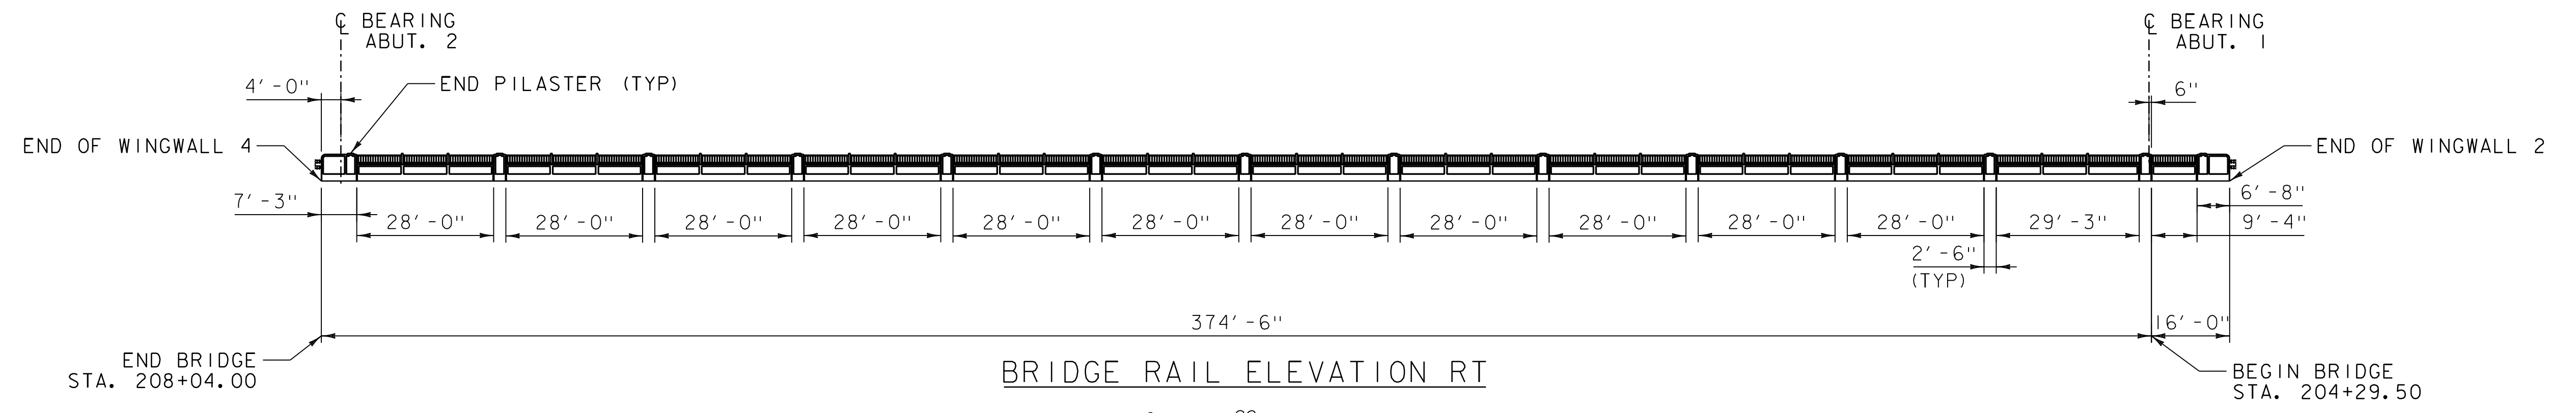 ℄ BEARING
ABUT. 2
℄ BEARING
ABUT. 1
4'-0"
END PILASTER (TYP)
6"
END OF WINGWALL 4
END OF WINGWALL 2
7'-3"
28'-0"
28'-0"
28'-0"
28'-0"
28'-0"
28'-0"
28'-0"
28'-0"
28'-0"
28'-0"
28'-0"
29'-3"
6'-8"
9'-4"
2'-6"
(TYP)
374'-6"
16'-0"
END BRIDGE
STA. 208+04.00
BRIDGE RAIL ELEVATION RT
BEGIN BRIDGE
STA. 204+29.50